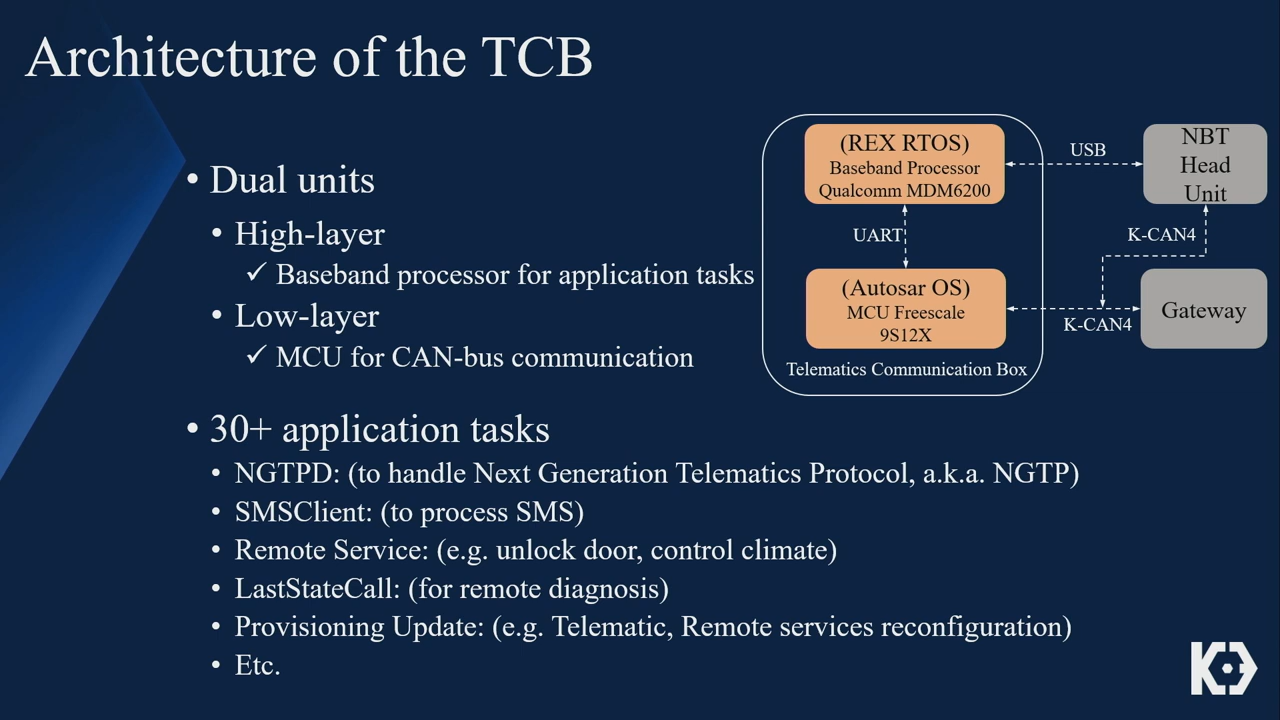 Architecture of the TCB
• Dual units
• High-layer
✓ Baseband processor for application tasks
• Low-layer
✓ MCU for CAN-bus communication
• 30+ application tasks
• NGTPD: (to handle Next Generation Telematics Protocol, a.k.a. NGTP)
• SMSClient: (to process SMS)
• Remote Service: (e.g. unlock door, control climate)
• LastStateCall: (for remote diagnosis)
• Provisioning Update: (e.g. Telematic, Remote services reconfiguration)
• Etc.
(REX RTOS)
Baseband Processor
Qualcomm MDM6200
USB
NBT
Head
Unit
UART
K-CAN4
(Autosar OS)
MCU Freescale
9S12X
K-CAN4
Gateway
Telematics Communication Box